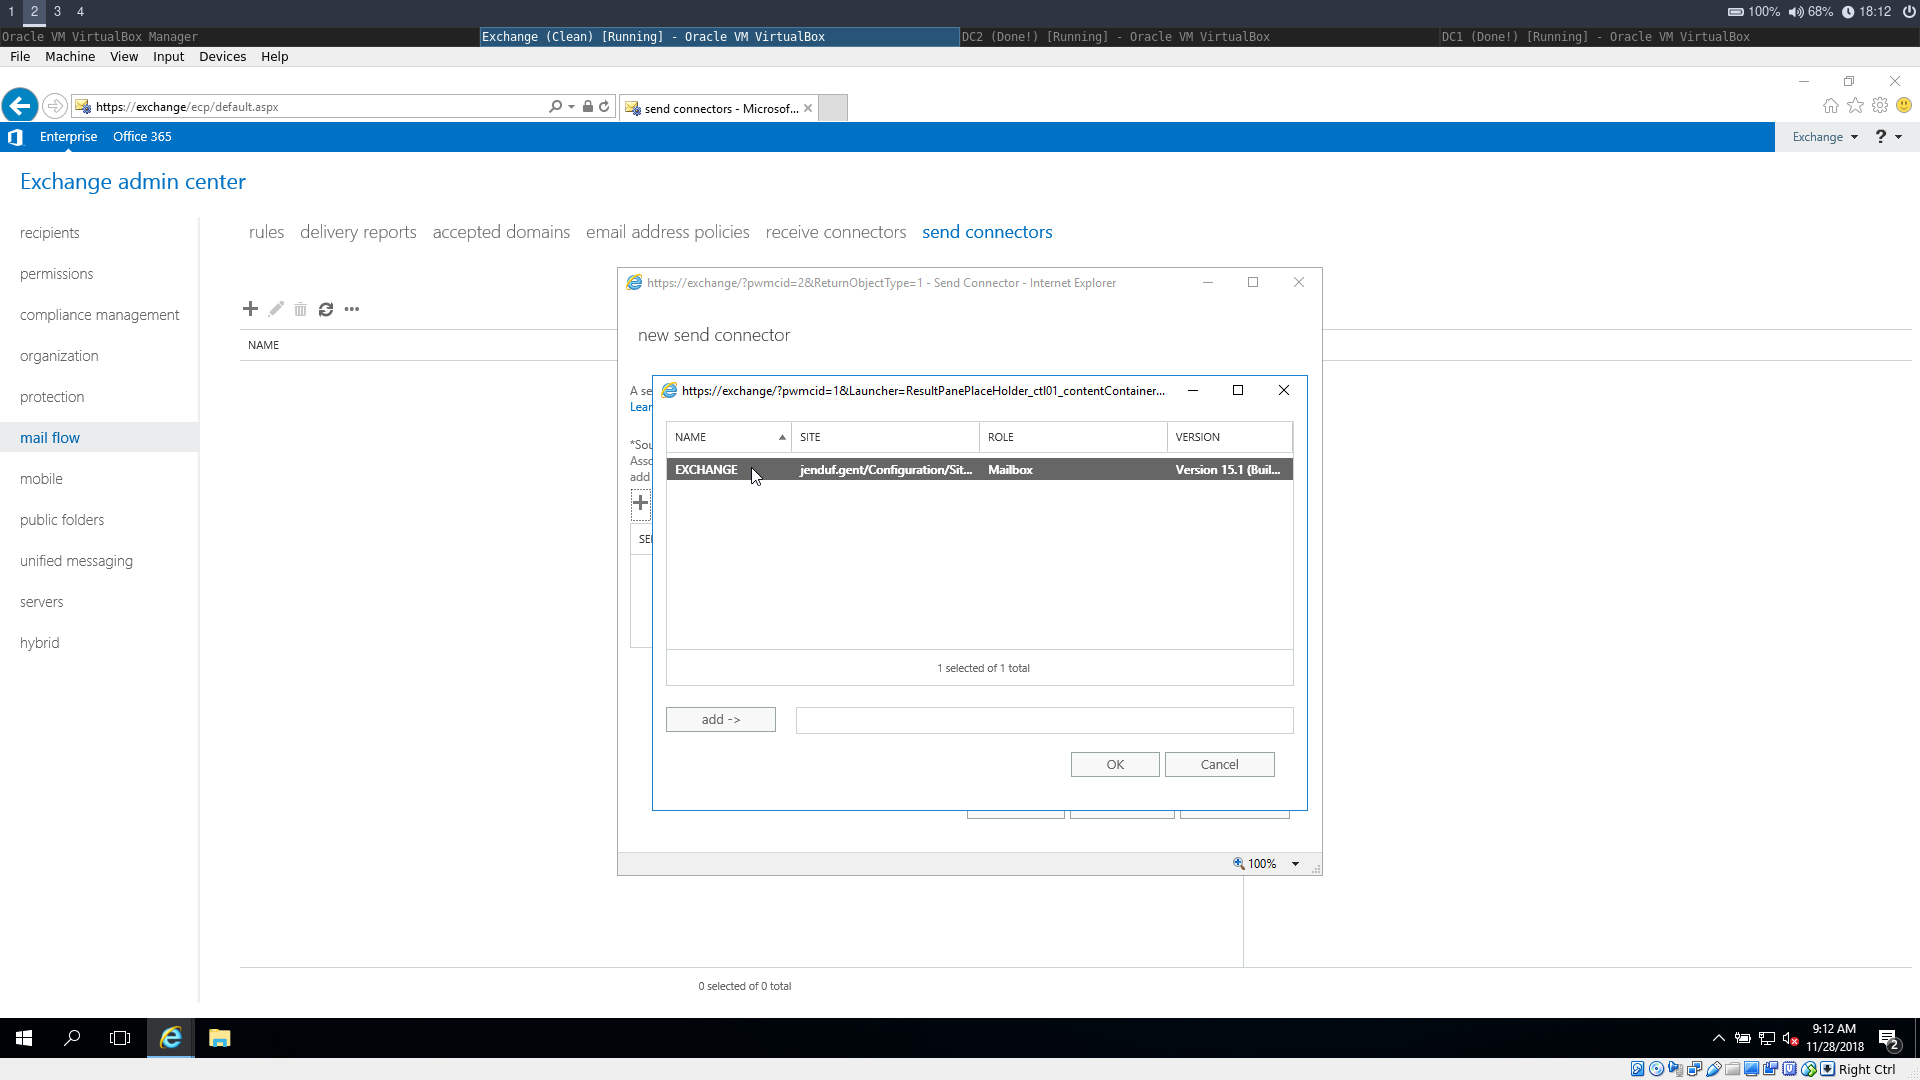 1 2 3 4
100% 68% 18:12
Oracle VM VirtualBox Manager
Exchange (Clean) [Running] - Oracle VM VirtualBox
DC2 (Done!) [Running] - Oracle VM VirtualBox
DC1 (Done!) [Running] - Oracle VM VirtualBox
File Machine View Input Devices Help
https://exchange/ecp/default.aspx
send connectors - Microsof...
Enterprise Office 365
Exchange ?
Exchange admin center
recipients
permissions
compliance management
organization
protection
mail flow
mobile
public folders
unified messaging
servers
hybrid
rules delivery reports accepted domains email address policies receive connectors send connectors
NAME
https://exchange/?pwmcid=2&ReturnObjectType=1 - Send Connector - Internet Explorer
new send connector
A se
Lear
*Sou
Asso
add
SE
https://exchange/?pwmcid=1&Launcher=ResultPanePlaceHolder_ctl01_contentContainer...
NAME SITE ROLE VERSION
EXCHANGE jenduf.gent/Configuration/Sit... Mailbox Version 15.1 (Buil...
1 selected of 1 total
add ->
OK Cancel
100%
0 selected of 0 total
9:12 AM
11/28/2018
2
Right Ctrl